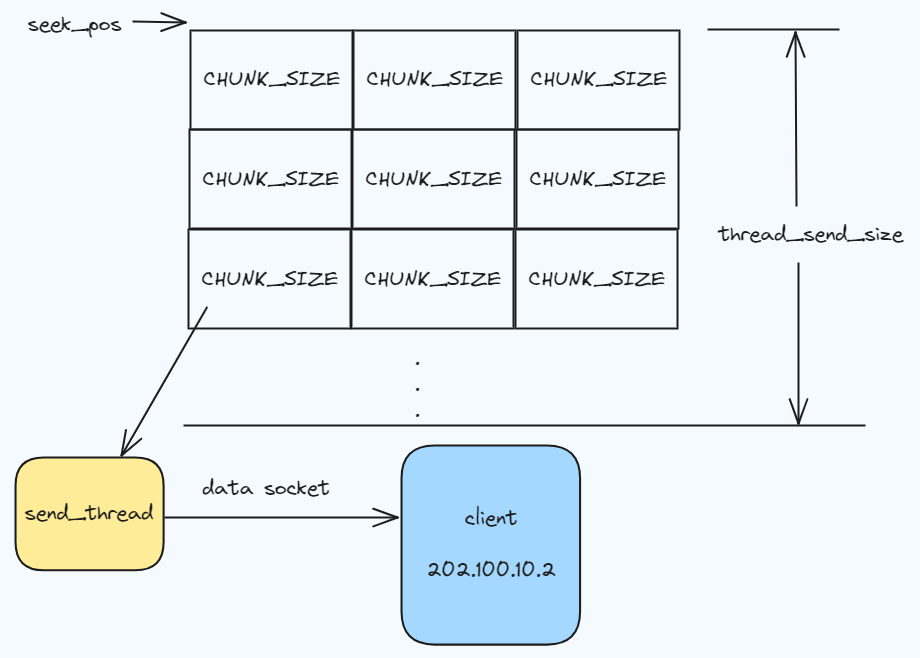 seek_pos
CHUNK_SIZE CHUNK_SIZE CHUNK_SIZE
CHUNK_SIZE CHUNK_SIZE CHUNK_SIZE
thread_send_size
CHUNK_SIZE CHUNK_SIZE CHUNK_SIZE
.
.
.
send_thread
data socket
client
202.100.10.2